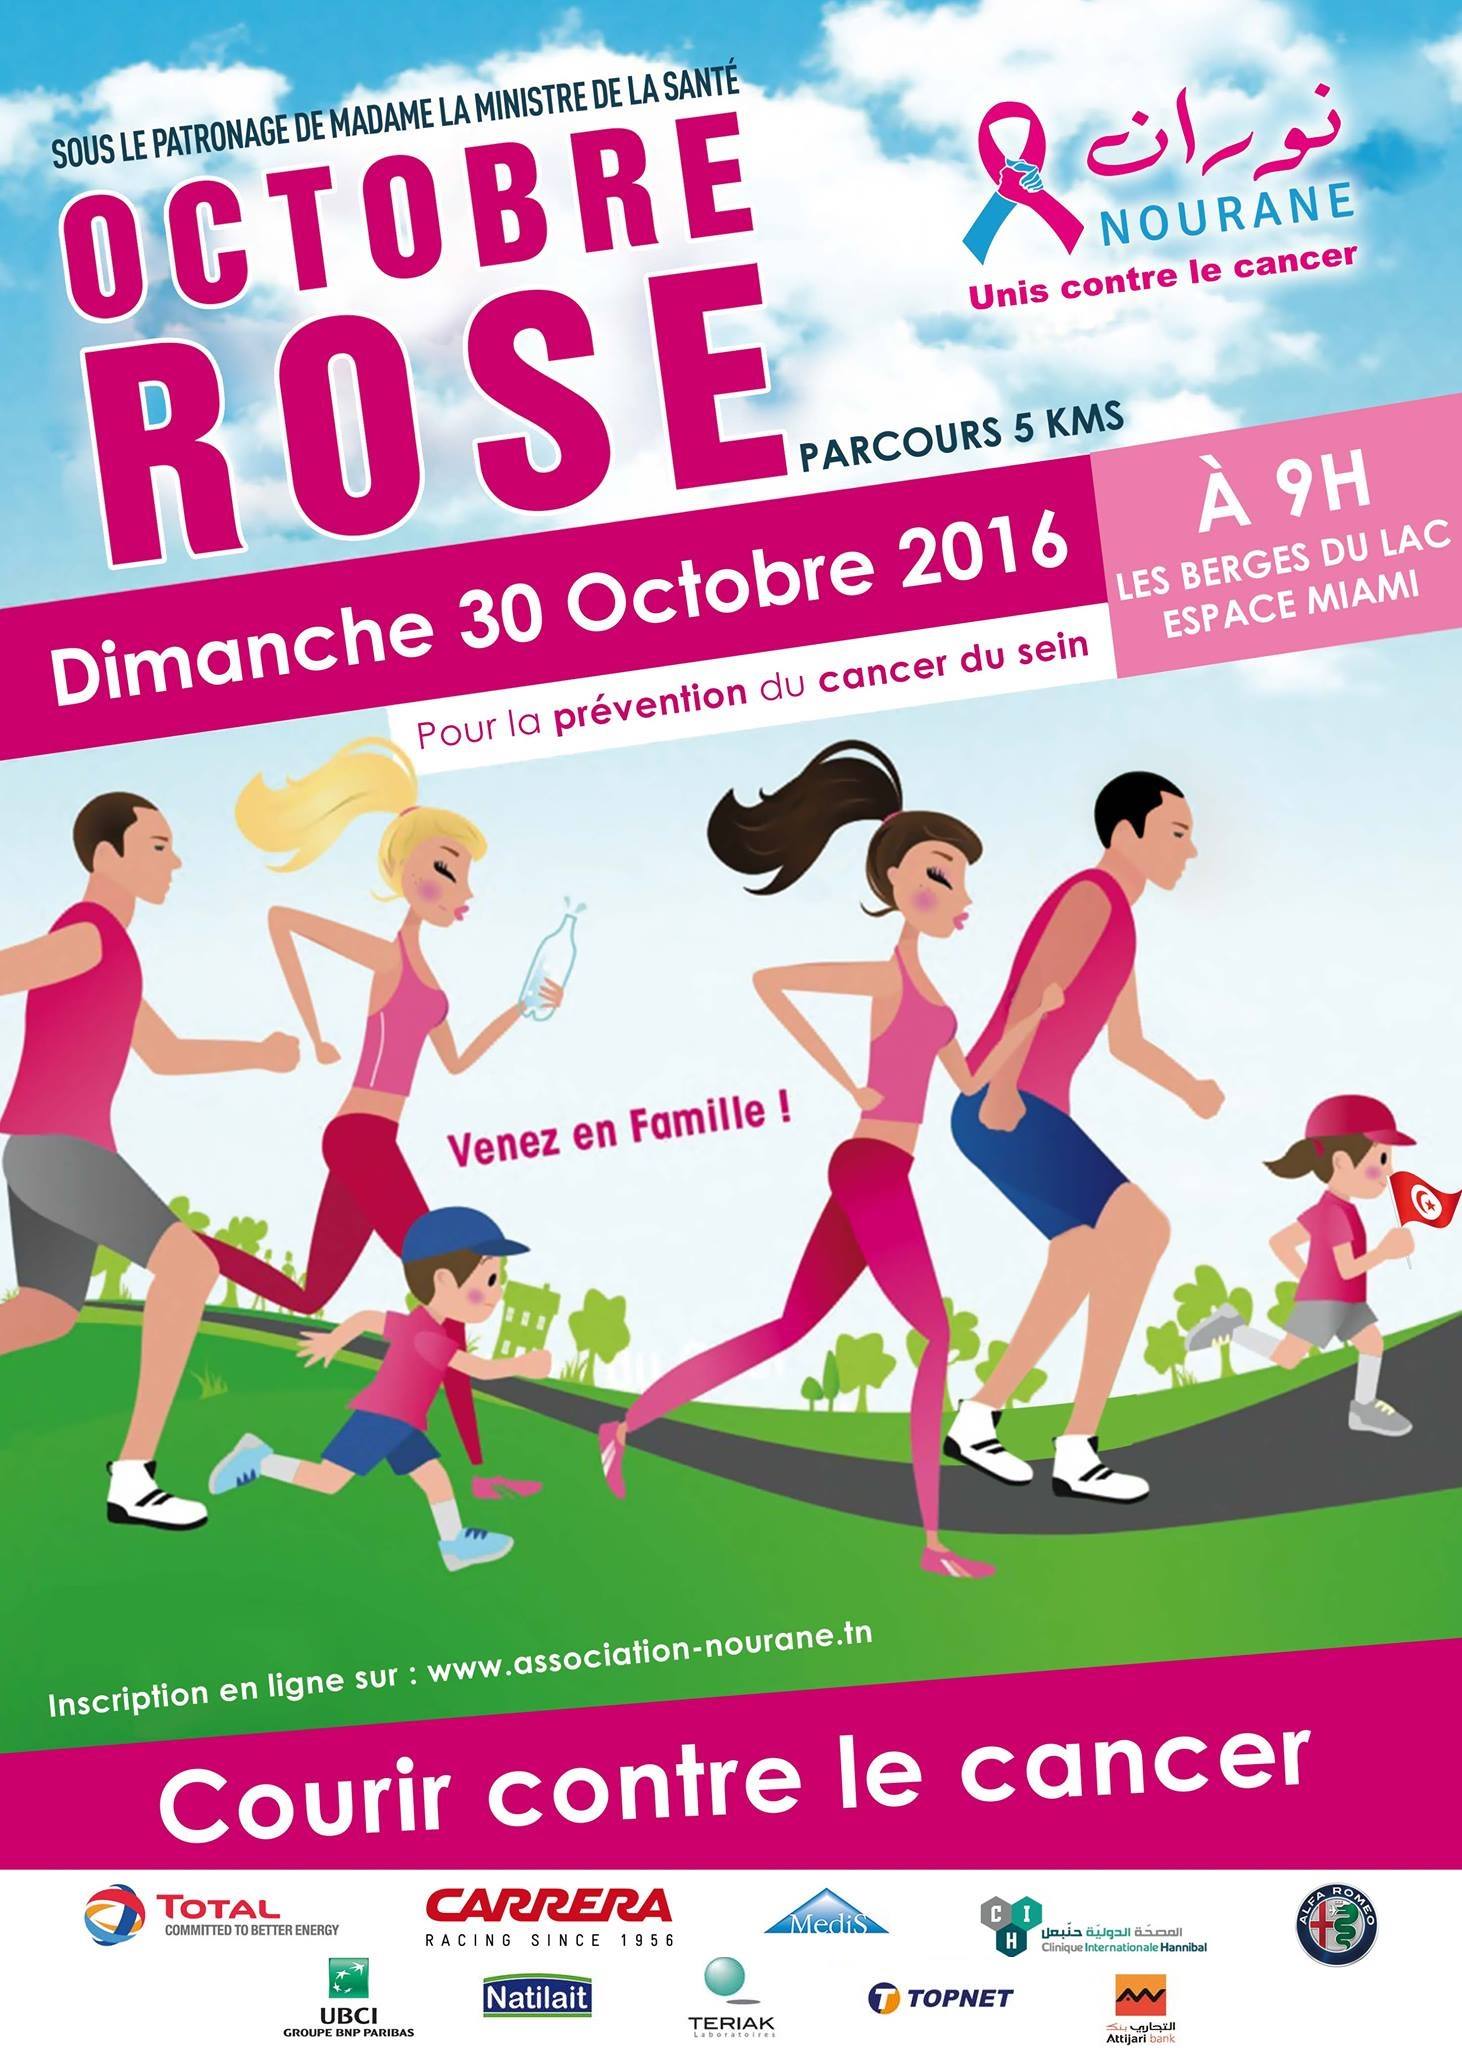 SOUS LE PATRONAGE DE MADAME LA MINISTRE DE LA SANTÉ
OCTOBRE
ROSE
نوران
NOURANE
Unis contre le cancer
PARCOURS 5 KMS
Dimanche 30 Octobre 2016
À 9H
LES BERGES DU LAC
ESPACE MIAMI
Pour la prévention du cancer du sein
Venez en Famille !
Inscription en ligne sur : www.association-nourane.tn
Courir contre le cancer
TOTAL
COMMITTED TO BETTER ENERGY
CARRERA
RACING SINCE 1956
MediS
C I H
المصحّة الدوليّة حنّبعل
Clinique Internationale Hannibal
ALFA ROMEO
UBCI
GROUPE BNP PARIBAS
Natilait
TERIAK
Laboratoires
T TOPNET
التجاري بنك
Attijari bank